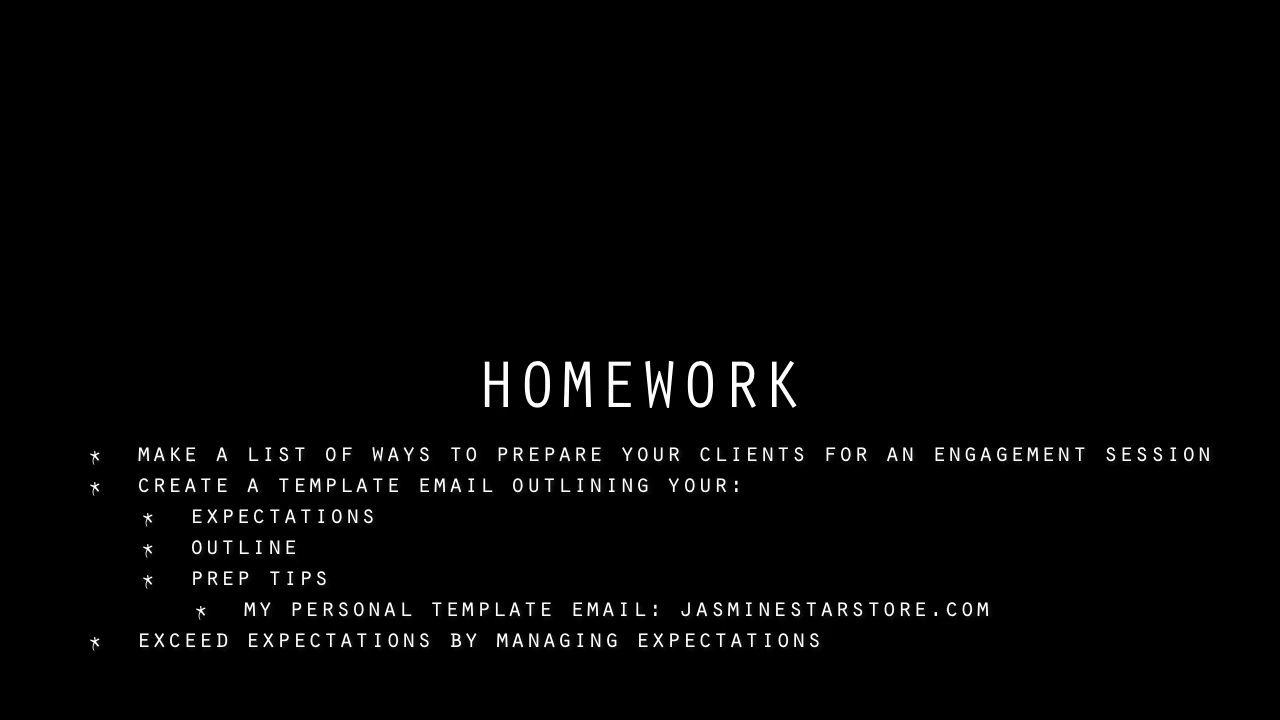 HOMEWORK
* MAKE A LIST OF WAYS TO PREPARE YOUR CLIENTS FOR AN ENGAGEMENT SESSION
* CREATE A TEMPLATE EMAIL OUTLINING YOUR:
* EXPECTATIONS
* OUTLINE
* PREP TIPS
* MY PERSONAL TEMPLATE EMAIL: JASMINESTARSTORE.COM
* EXCEED EXPECTATIONS BY MANAGING EXPECTATIONS